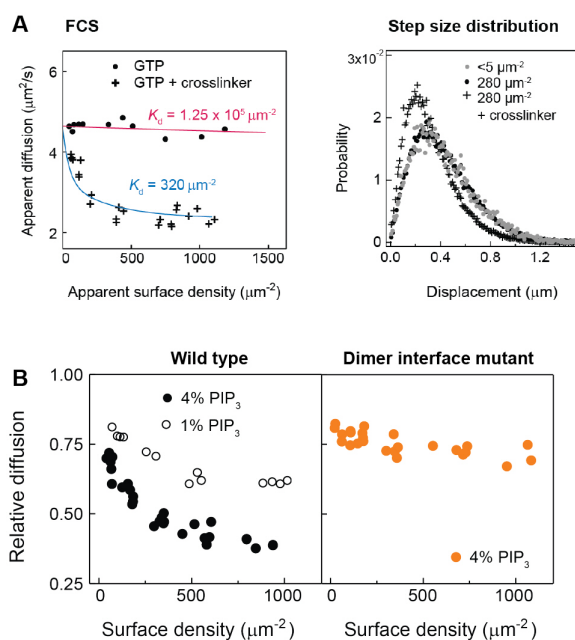 A
FCS
Step size distribution
GTP
GTP + crosslinker
Kd = 1.25 x 10⁵ μm⁻²
Kd = 320 μm⁻²
6
4
2
0
500
1000
1500
Apparent diffusion (μm²/s)
Apparent surface density (μm⁻²)
3x10⁻²
2
1
0
<5 μm⁻²
280 μm⁻²
280 μm⁻²
+ crosslinker
Probability
0.0
0.4
0.8
1.2
Displacement (μm)
B
Wild type
Dimer interface mutant
1.00
0.75
0.50
0.25
4% PIP₃
1% PIP₃
4% PIP₃
Relative diffusion
0
500
1000
0
500
1000
Surface density (μm⁻²)
Surface density (μm⁻²)